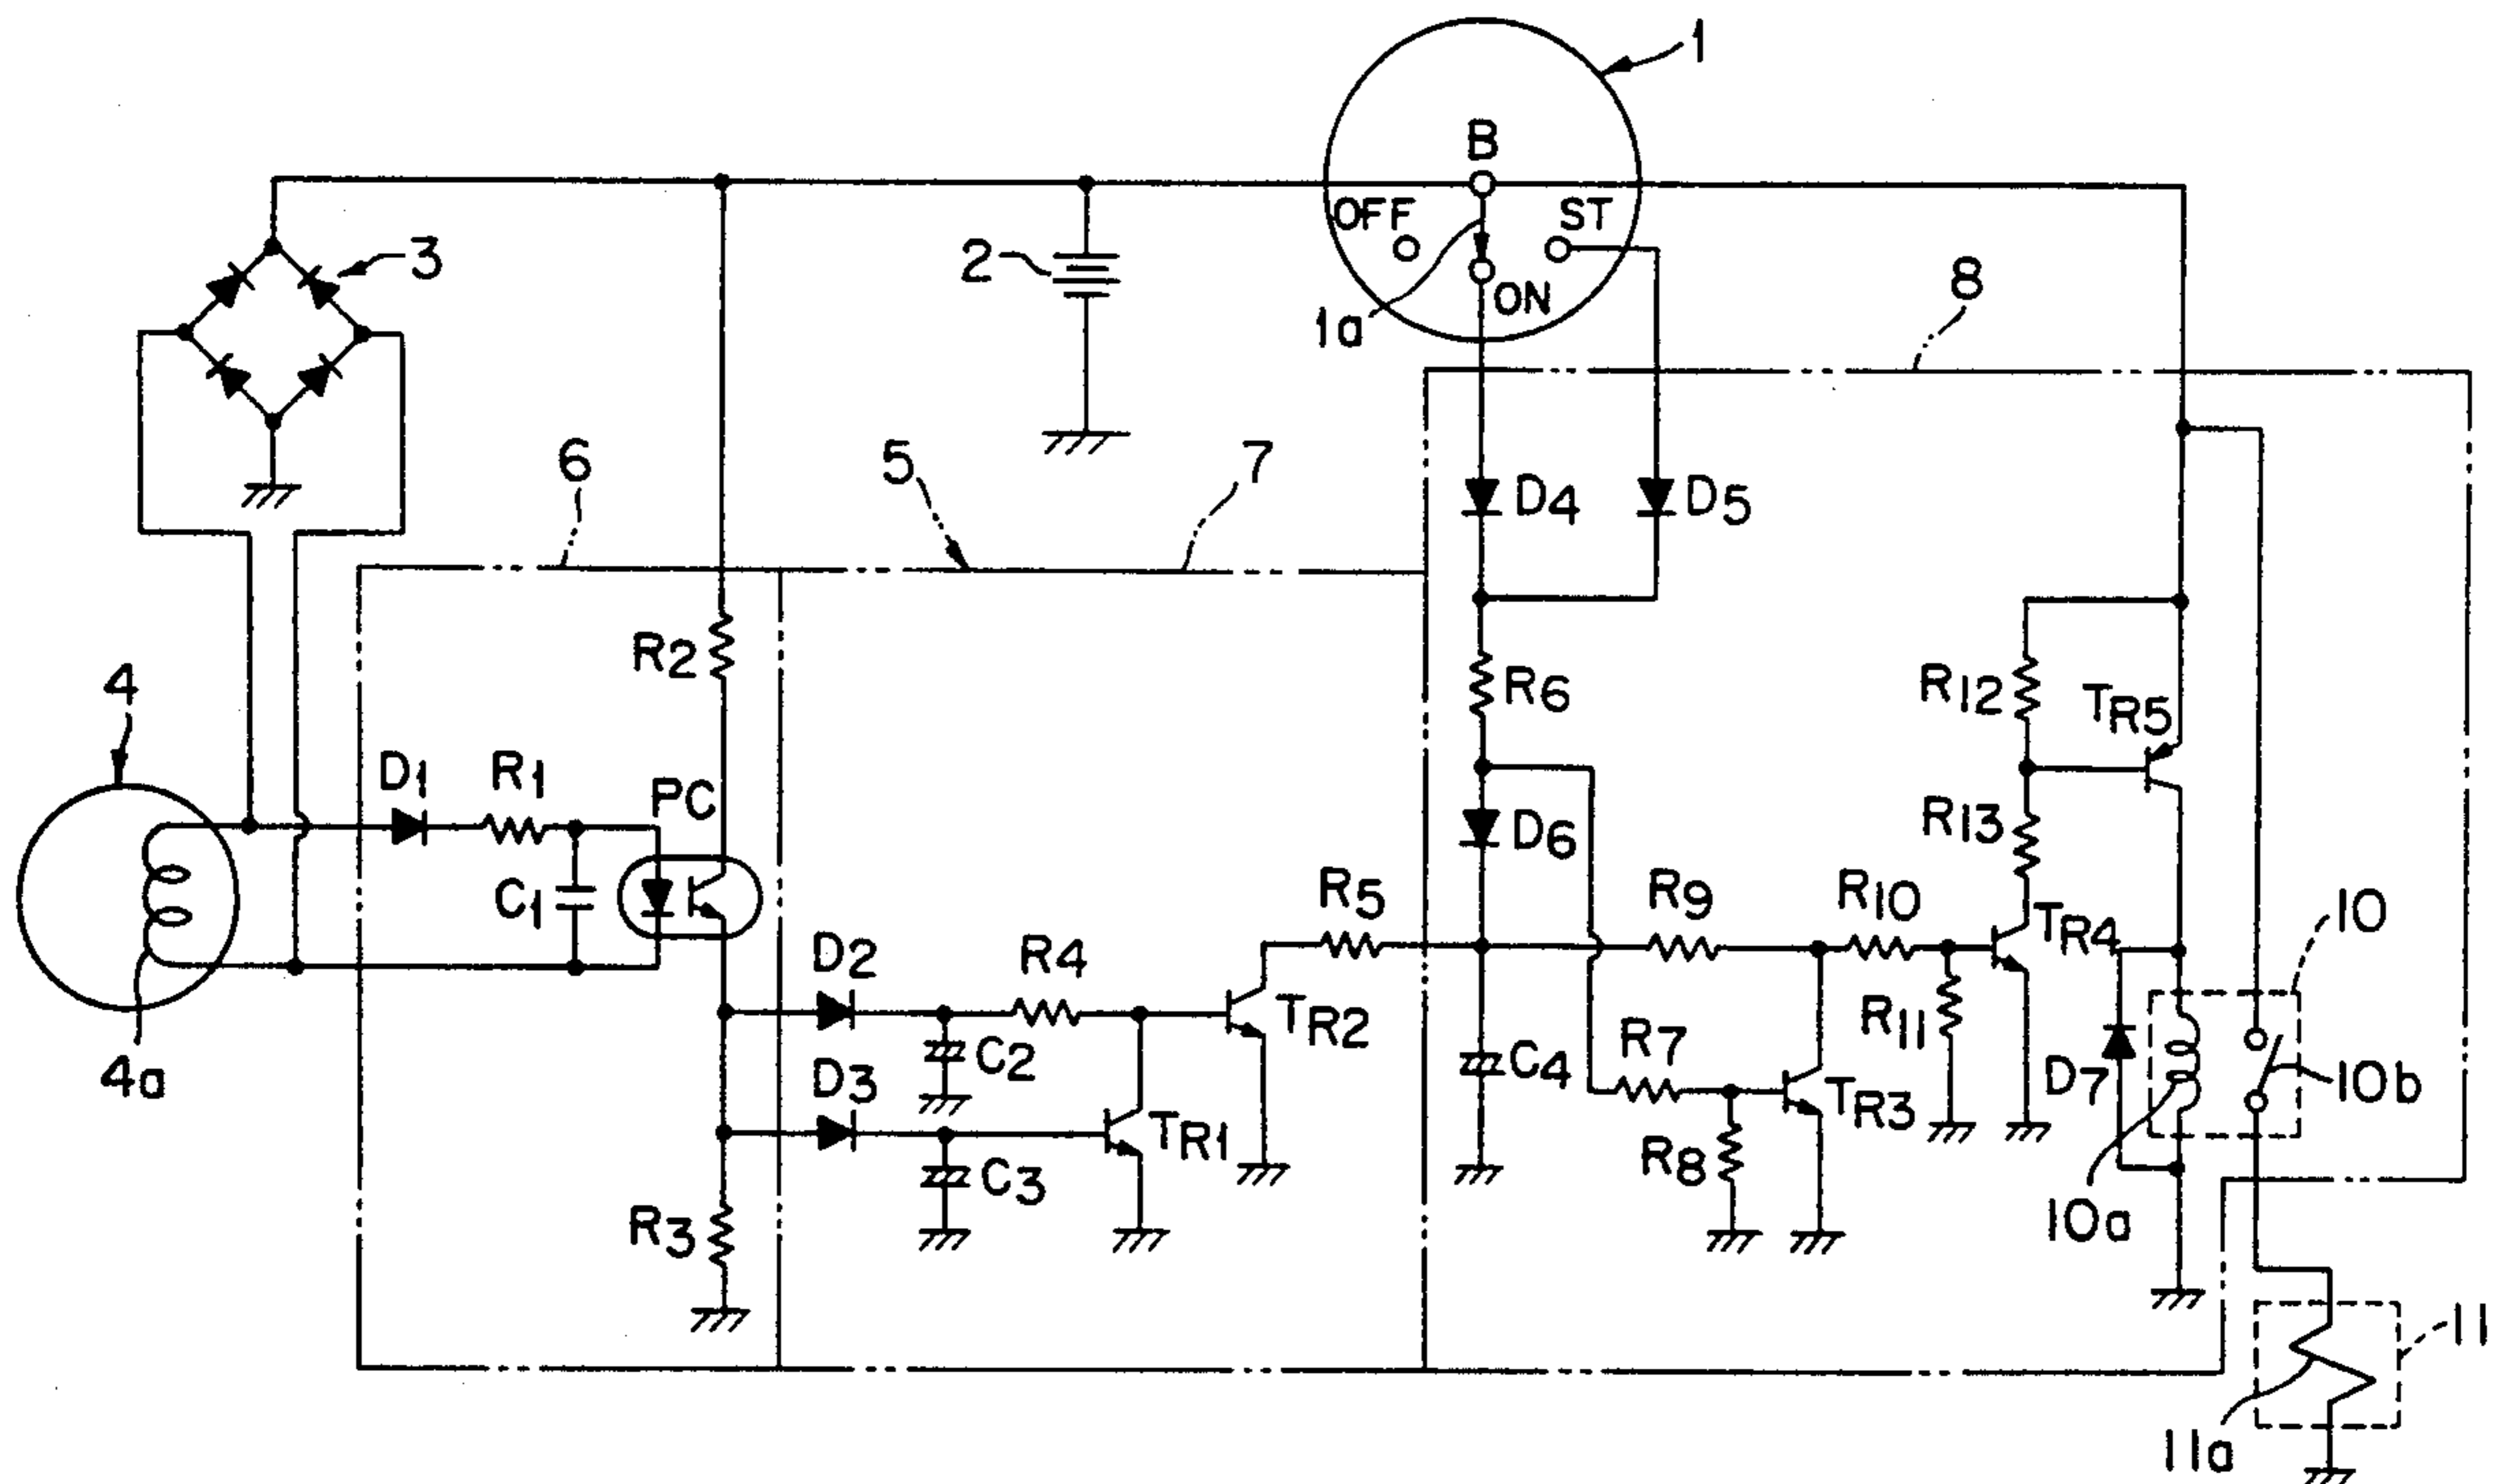 1
B
OFF
ST
ON
1a
2
3
8
6
5
7
D4
D5
R2
R6
R12
TR5
4
D1
R1
PC
C1
D6
R13
R5
R9
R10
TR4
10
D2
R4
TR2
C2
C4
R7
R11
D7
10b
4a
D3
TR1
TR3
C3
R8
R3
10a
11
11a